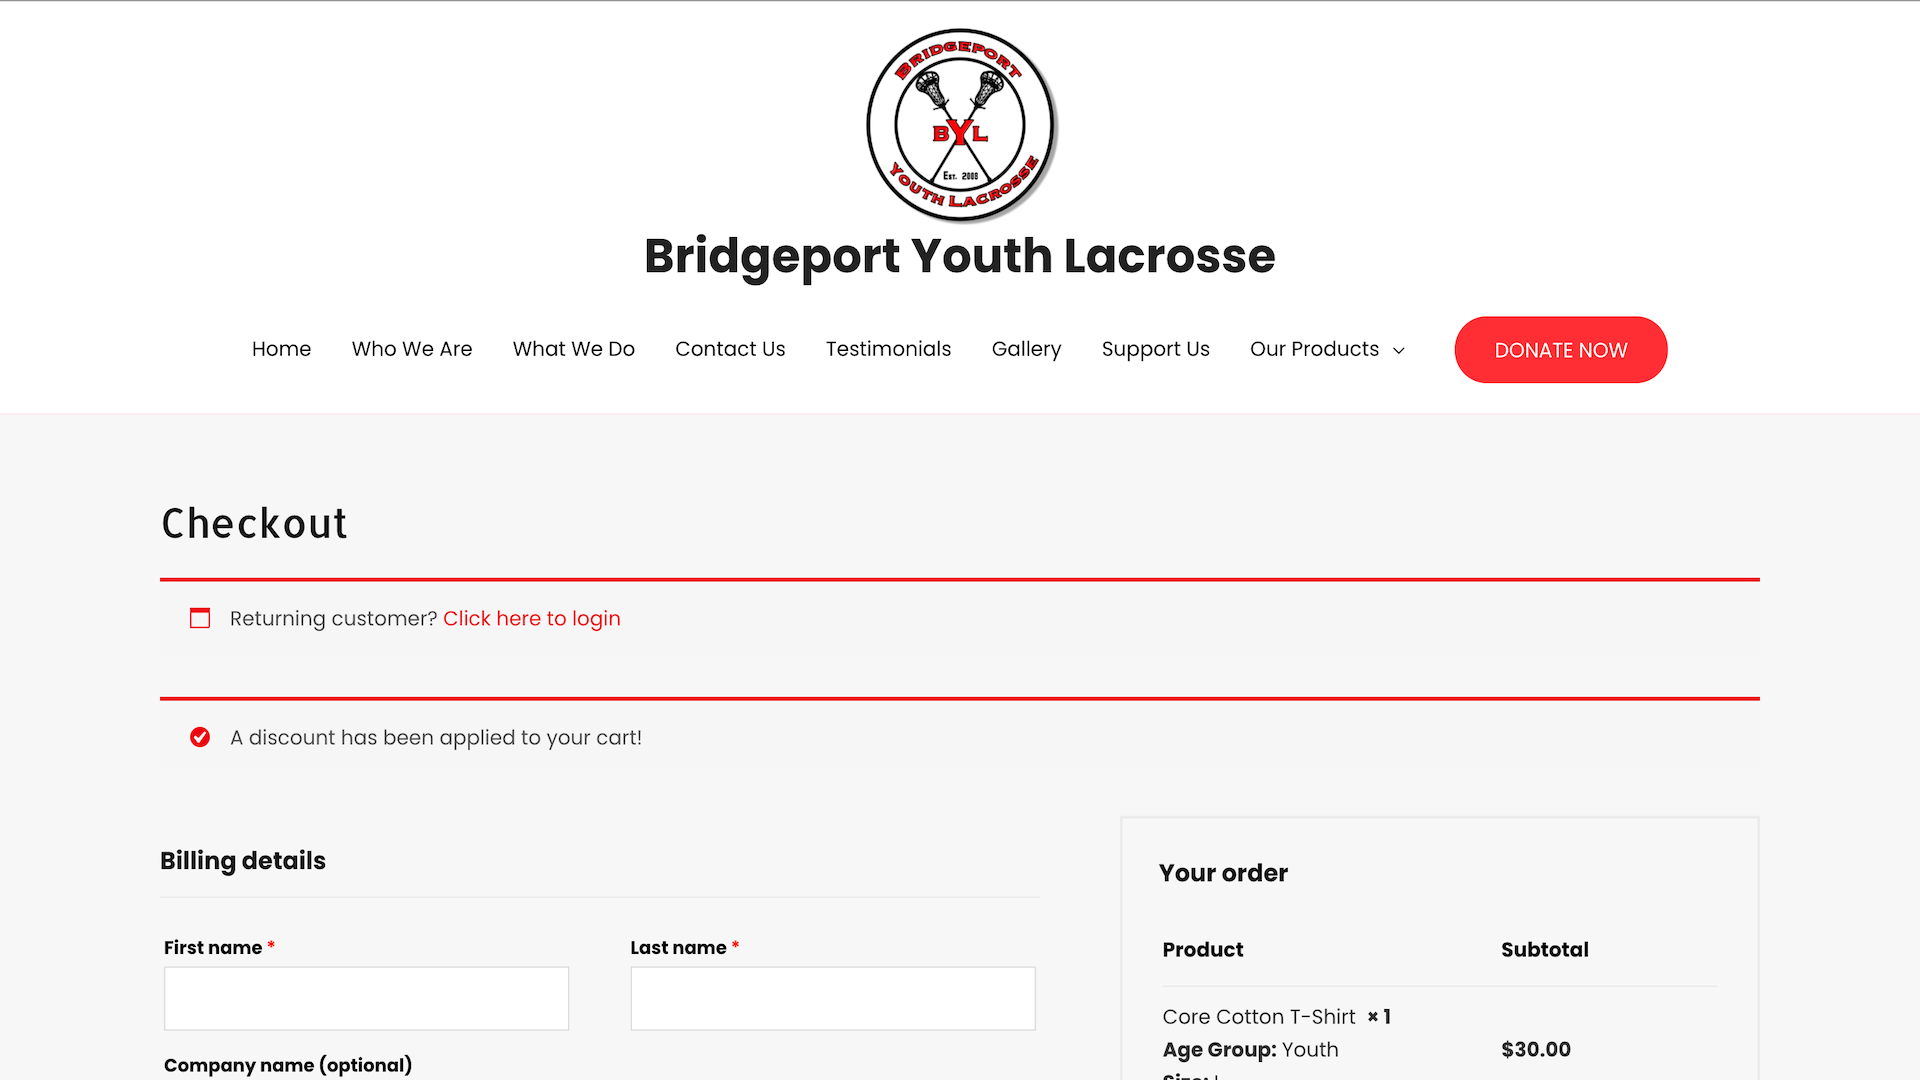 BRIDGEPORT
BYL
EST. 2008
YOUTH LACROSSE
Bridgeport Youth Lacrosse
Home Who We Are What We Do Contact Us Testimonials Gallery Support Us Our Products DONATE NOW
Checkout
Returning customer? Click here to login
A discount has been applied to your cart!
Billing details
First name * Last name *
Company name (optional)
Your order
Product Subtotal
Core Cotton T-Shirt × 1
Age Group: Youth $30.00
Size: L